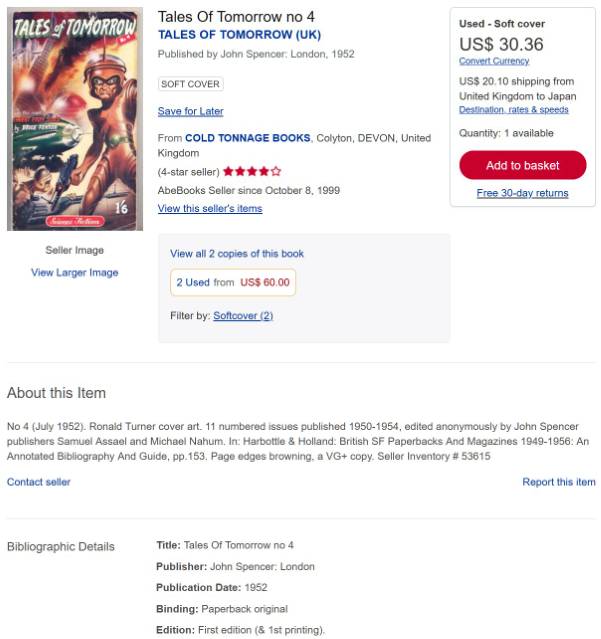 TALES of TOMORROW
No 4
by BRUCE FENTON
1/6
Science Fiction
Seller Image
View Larger Image
Tales Of Tomorrow no 4
TALES OF TOMORROW (UK)
Published by John Spencer: London, 1952
SOFT COVER
Save for Later
From COLD TONNAGE BOOKS, Colyton, DEVON, United
Kingdom
(4-star seller)
AbeBooks Seller since October 8, 1999
View this seller's items
View all 2 copies of this book
2 Used from US$ 60.00
Filter by: Softcover (2)
Used - Soft cover
US$ 30.36
Convert Currency
US$ 20.10 shipping from
United Kingdom to Japan
Destination, rates & speeds
Quantity: 1 available
Add to basket
Free 30-day returns
About this Item
No 4 (July 1952). Ronald Turner cover art. 11 numbered issues published 1950-1954, edited anonymously by John Spencer
publishers Samuel Assael and Michael Nahum. In: Harbottle & Holland: British SF Paperbacks And Magazines 1949-1956: An
Annotated Bibliography And Guide, pp.153. Page edges browning, a VG+ copy. Seller Inventory # 53615
Contact seller
Report this item
Bibliographic Details
Title: Tales Of Tomorrow no 4
Publisher: John Spencer: London
Publication Date: 1952
Binding: Paperback original
Edition: First edition (& 1st printing).